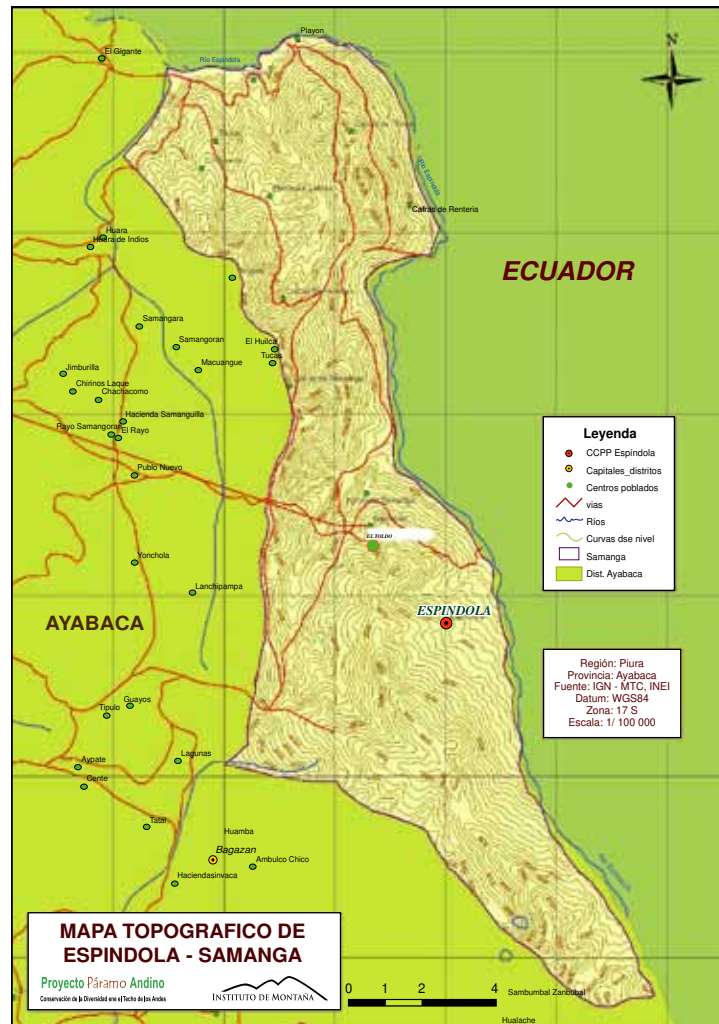 Playon
El Gigante
Río Espíndola
N
Río Espíndola
Cafras de Renteria
Huara
Huara de Indios
ECUADOR
Samangara
Samangoran
El Huilca
Tucas
Macuangue
Jimburilla
Chirinos Laque
Chachacomo
Hacienda Samanguilla
Rayo Samangoran
El Rayo
Publo Nuevo
Leyenda
CCPP Espíndola
Capitales_distritos
Centros poblados
vias
Ríos
Curvas dse nivel
Samanga
Dist. Ayabaca
EL TOLDO
Yonchola
Lanchipampa
ESPINDOLA
AYABACA
Región: Piura
Provincia: Ayabaca
Fuente: IGN - MTC, INEI
Datum: WGS84
Zona: 17 S
Escala: 1/ 100 000
Guayos
Tipulo
Aypate
Lagunas
Cente
Tatal
Huamba
Bagazan
Ambulco Chico
Haciendasinvaca
MAPA TOPOGRAFICO DE
ESPINDOLA - SAMANGA
Proyecto Páramo Andino
Conservación de la Diversidad ene el Techo de los Andes
INSTITUTO DE MONTAÑA
0 1 2 4
Sambumbal Zanbobal
Hualache